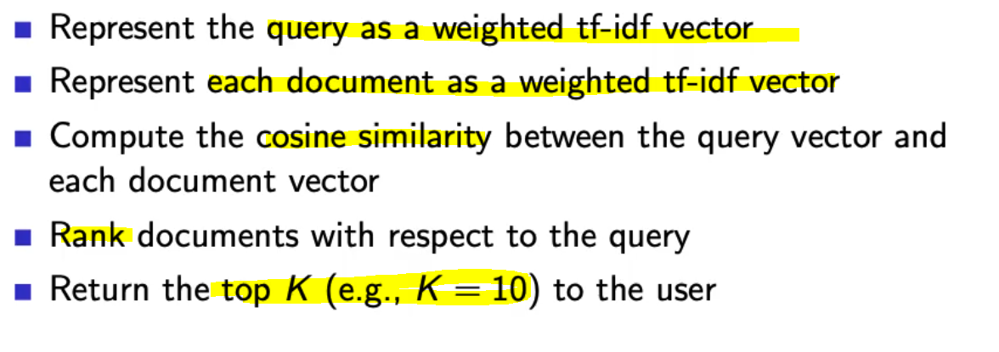 Represent the query as a weighted tf-idf vector
Represent each document as a weighted tf-idf vector
Compute the cosine similarity between the query vector and
each document vector
Rank documents with respect to the query
Return the top K (e.g., K = 10) to the user